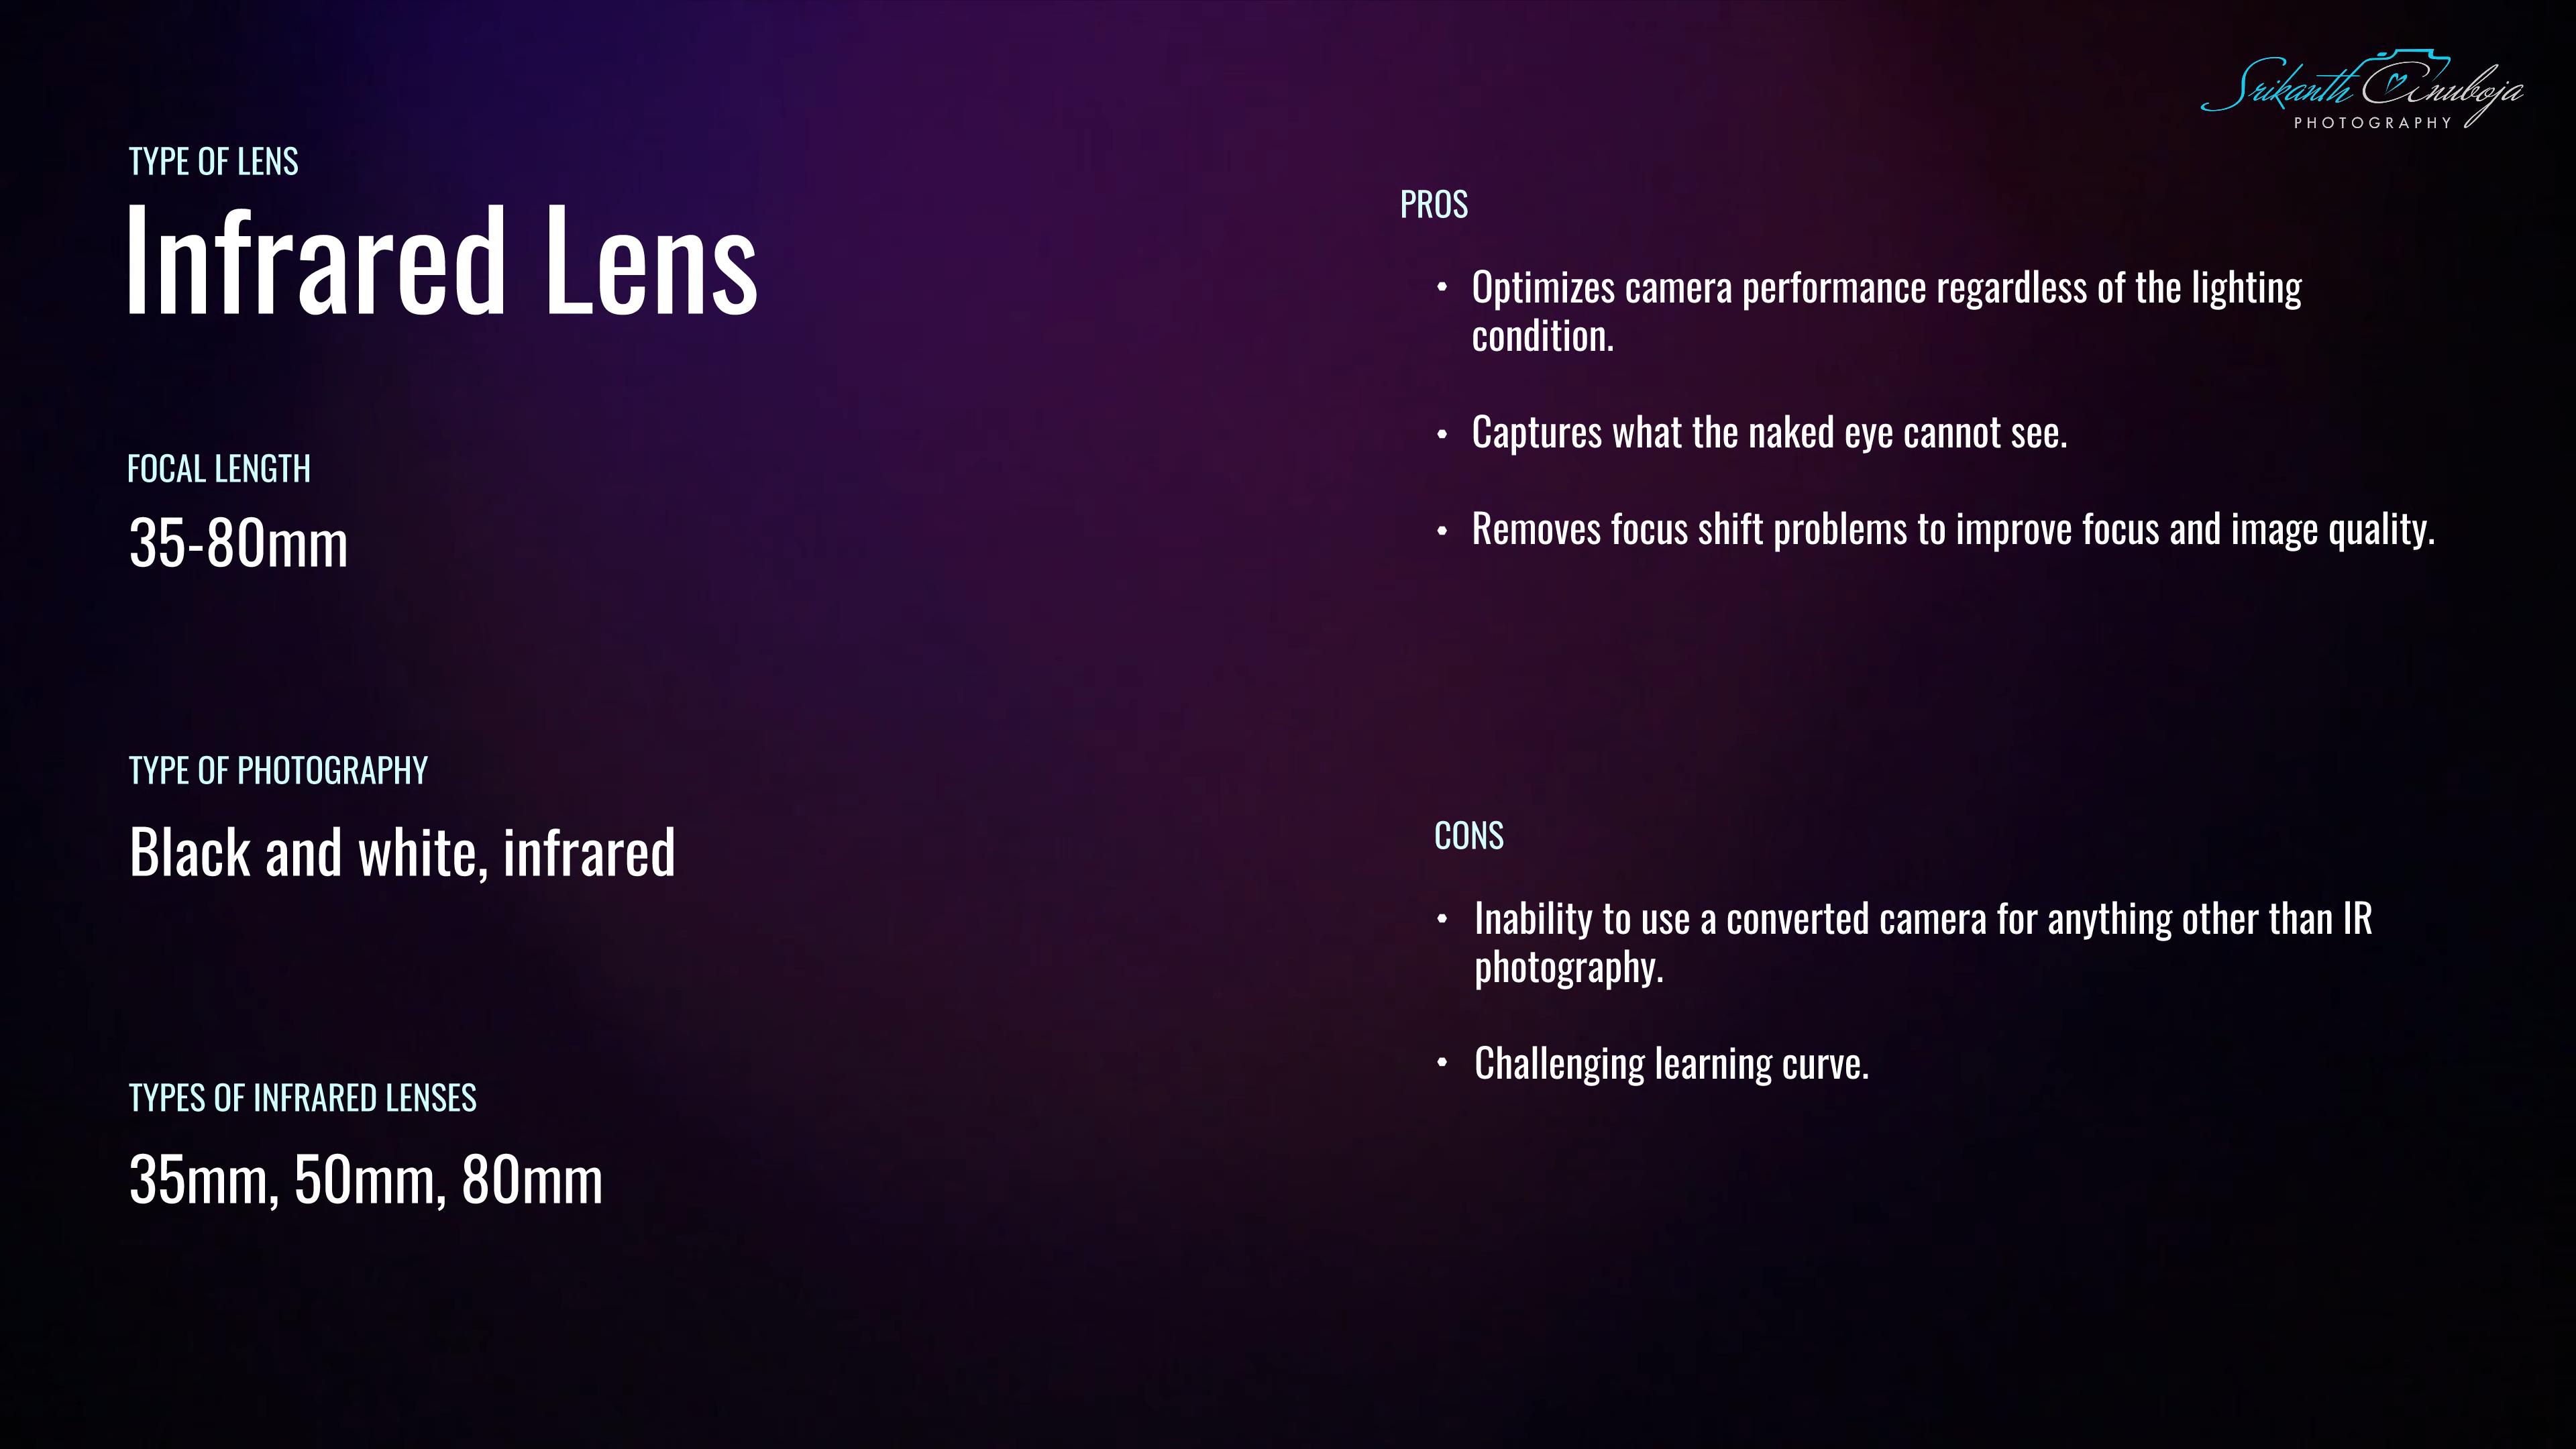 Srikanth Anuboja
PHOTOGRAPHY
TYPE OF LENS
Infrared Lens
FOCAL LENGTH
35-80mm
TYPE OF PHOTOGRAPHY
Black and white, infrared
TYPES OF INFRARED LENSES
35mm, 50mm, 80mm
PROS
• Optimizes camera performance regardless of the lighting
condition.
• Captures what the naked eye cannot see.
• Removes focus shift problems to improve focus and image quality.
CONS
• Inability to use a converted camera for anything other than IR
photography.
• Challenging learning curve.